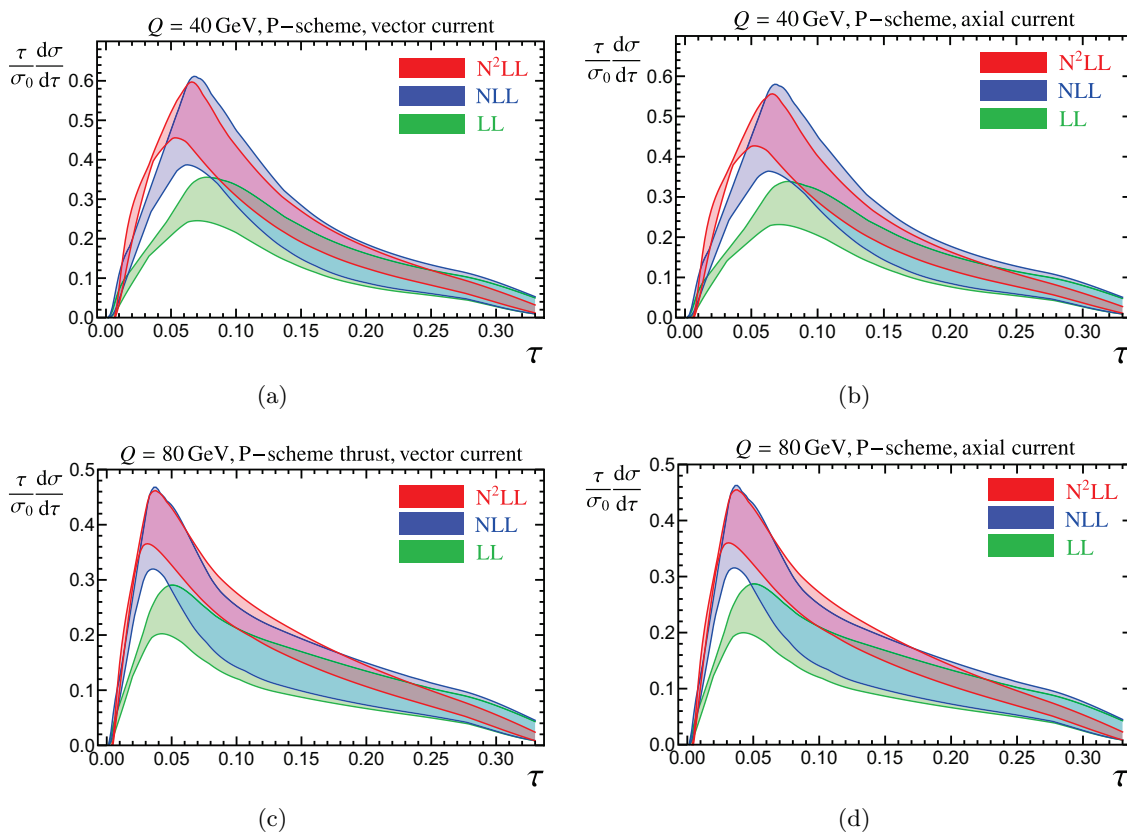 Q = 40 GeV, P−scheme, vector current
τ/σ₀ dσ/dτ
N²LL
NLL
LL
0.6
0.5
0.4
0.3
0.2
0.1
0.0
0.00 0.05 0.10 0.15 0.20 0.25 0.30
τ
(a)
Q = 40 GeV, P−scheme, axial current
τ/σ₀ dσ/dτ
N²LL
NLL
LL
0.6
0.5
0.4
0.3
0.2
0.1
0.0
0.00 0.05 0.10 0.15 0.20 0.25 0.30
τ
(b)
Q = 80 GeV, P−scheme thrust, vector current
τ/σ₀ dσ/dτ
N²LL
NLL
LL
0.5
0.4
0.3
0.2
0.1
0.0
0.00 0.05 0.10 0.15 0.20 0.25 0.30
τ
(c)
Q = 80 GeV, P−scheme, axial current
τ/σ₀ dσ/dτ
N²LL
NLL
LL
0.5
0.4
0.3
0.2
0.1
0.0
0.00 0.05 0.10 0.15 0.20 0.25 0.30
τ
(d)